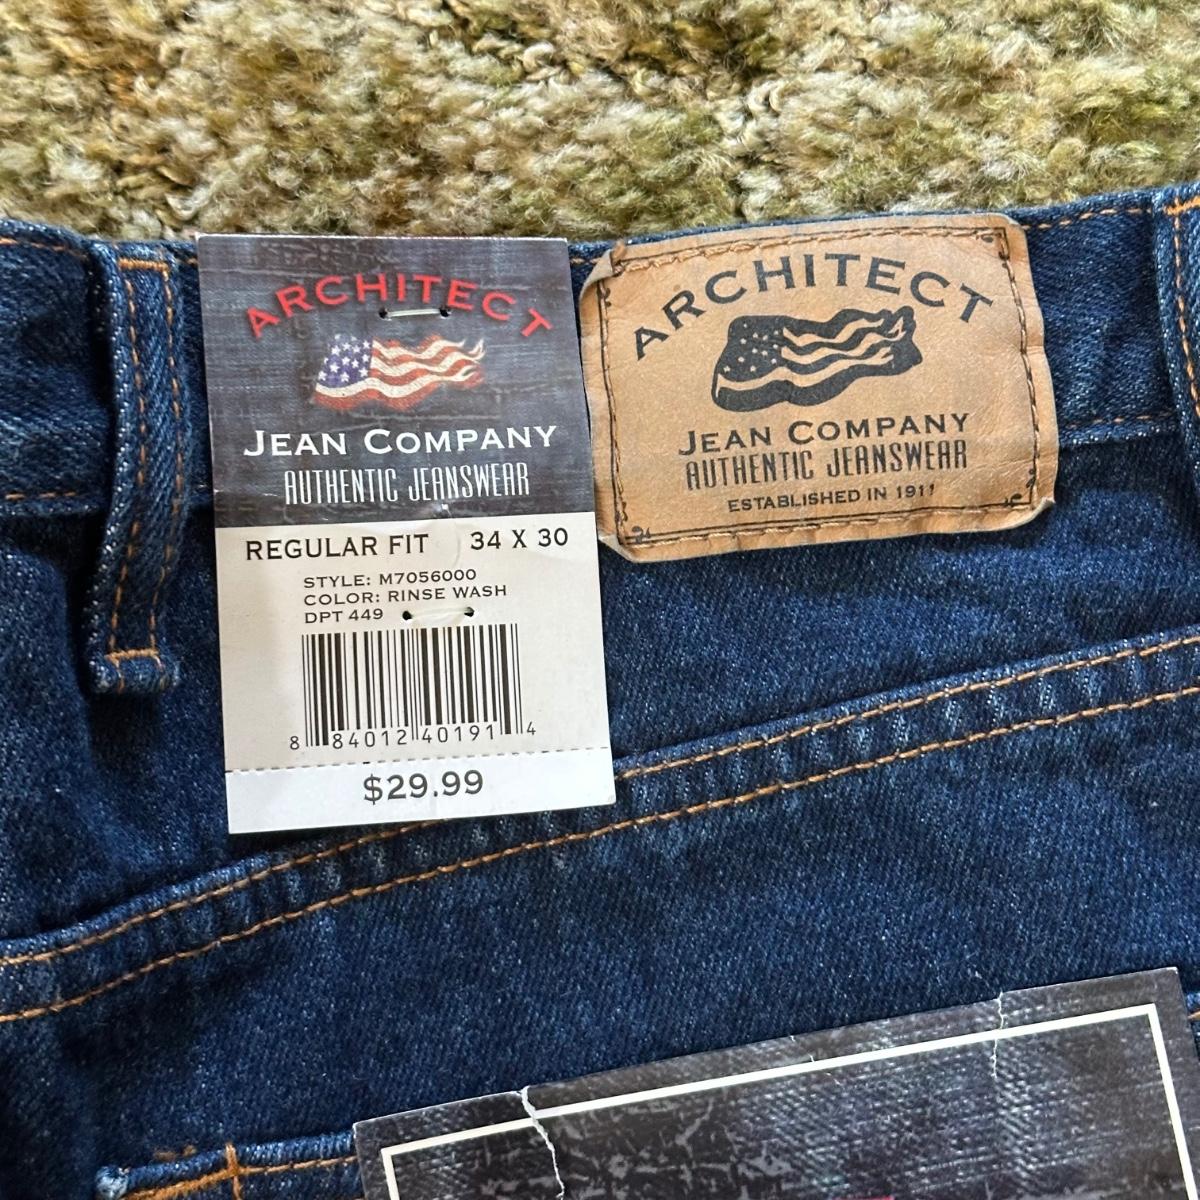 ARCHITECT
JEAN COMPANY
AUTHENTIC JEANSWEAR
REGULAR FIT 34 X 30
STYLE: M7056000
COLOR: RINSE WASH
DPT 449
8 84012 40191 4
$29.99
ARCHITECT
JEAN COMPANY
AUTHENTIC JEANSWEAR
ESTABLISHED IN 1911